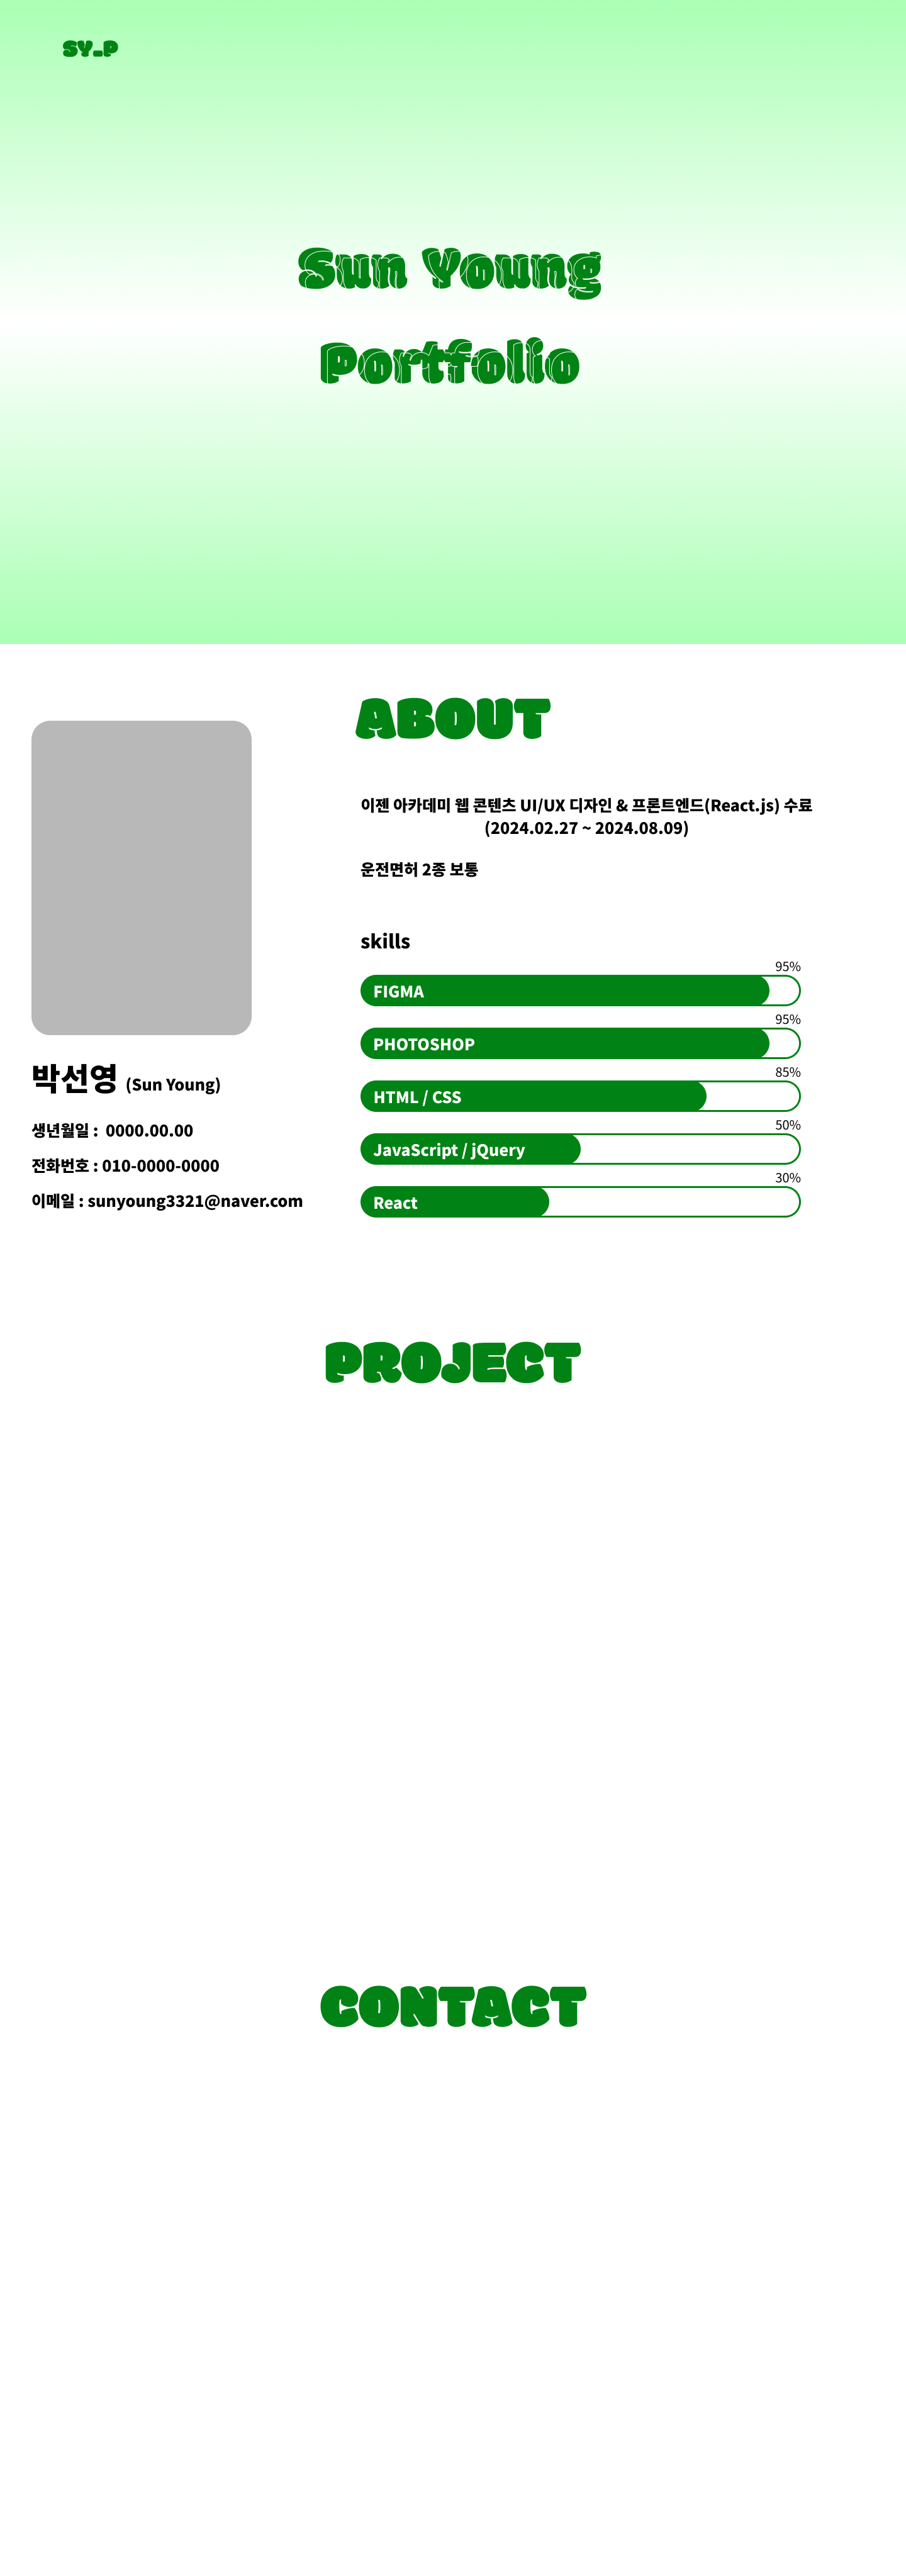 SY_P
Sun Young
Portfolio
ABOUT
이젠 아카데미 웹 콘텐츠 UI/UX 디자인 & 프론트엔드(React.js) 수료
(2024.02.27 ~ 2024.08.09)
운전면허 2종 보통
skills
95%
FIGMA
95%
PHOTOSHOP
85%
HTML / CSS
50%
JavaScript / jQuery
30%
React
박선영 (Sun Young)
생년월일 : 0000.00.00
전화번호 : 010-0000-0000
이메일 : sunyoung3321@naver.com
PROJECT
CONTACT